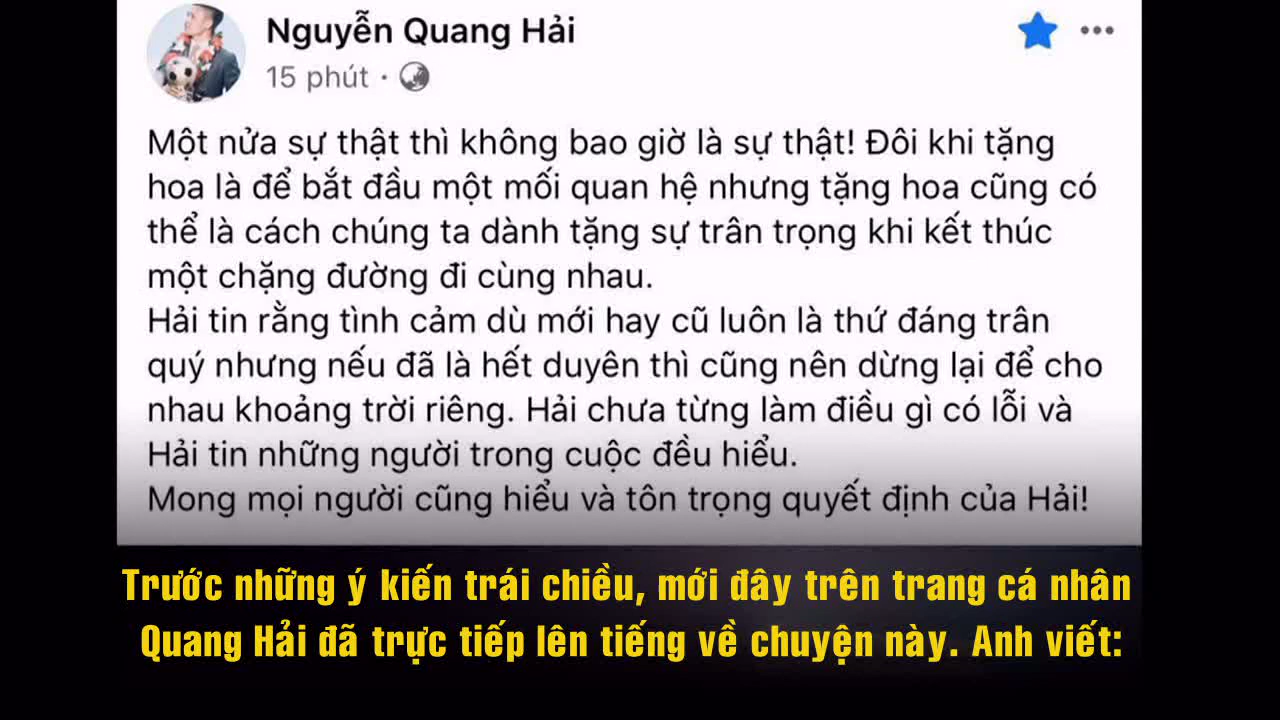 Nguyễn Quang Hải
15 phút ·
Một nửa sự thật thì không bao giờ là sự thật! Đôi khi tặng
hoa là để bắt đầu một mối quan hệ nhưng tặng hoa cũng có
thể là cách chúng ta dành tặng sự trân trọng khi kết thúc
một chặng đường đi cùng nhau.
Hải tin rằng tình cảm dù mới hay cũ luôn là thứ đáng trân
quý nhưng nếu đã là hết duyên thì cũng nên dừng lại để cho
nhau khoảng trời riêng. Hải chưa từng làm điều gì có lỗi và
Hải tin những người trong cuộc đều hiểu.
Mong mọi người cũng hiểu và tôn trọng quyết định của Hải!
Trước những ý kiến trái chiều, mới đây trên trang cá nhân
Quang Hải đã trực tiếp lên tiếng về chuyện này. Anh viết: